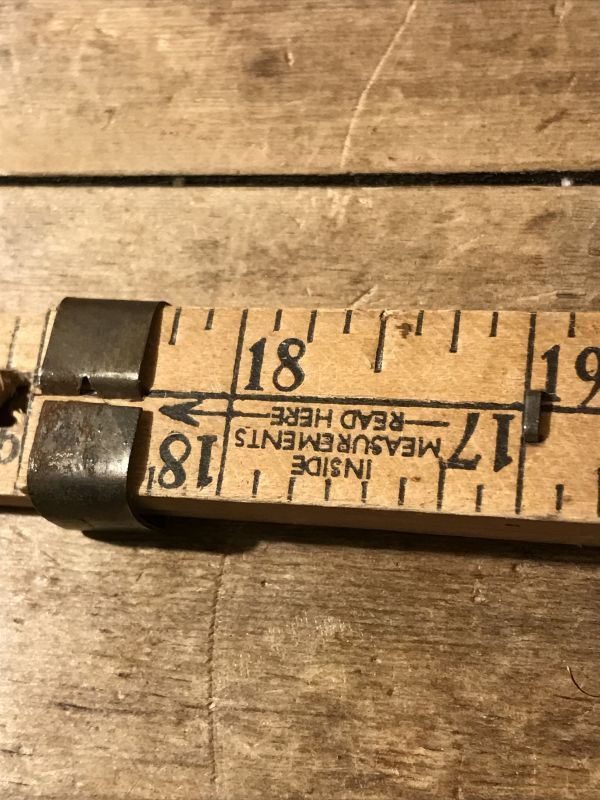 18 19
INSIDE
MEASUREMENTS
READ HERE
17 18